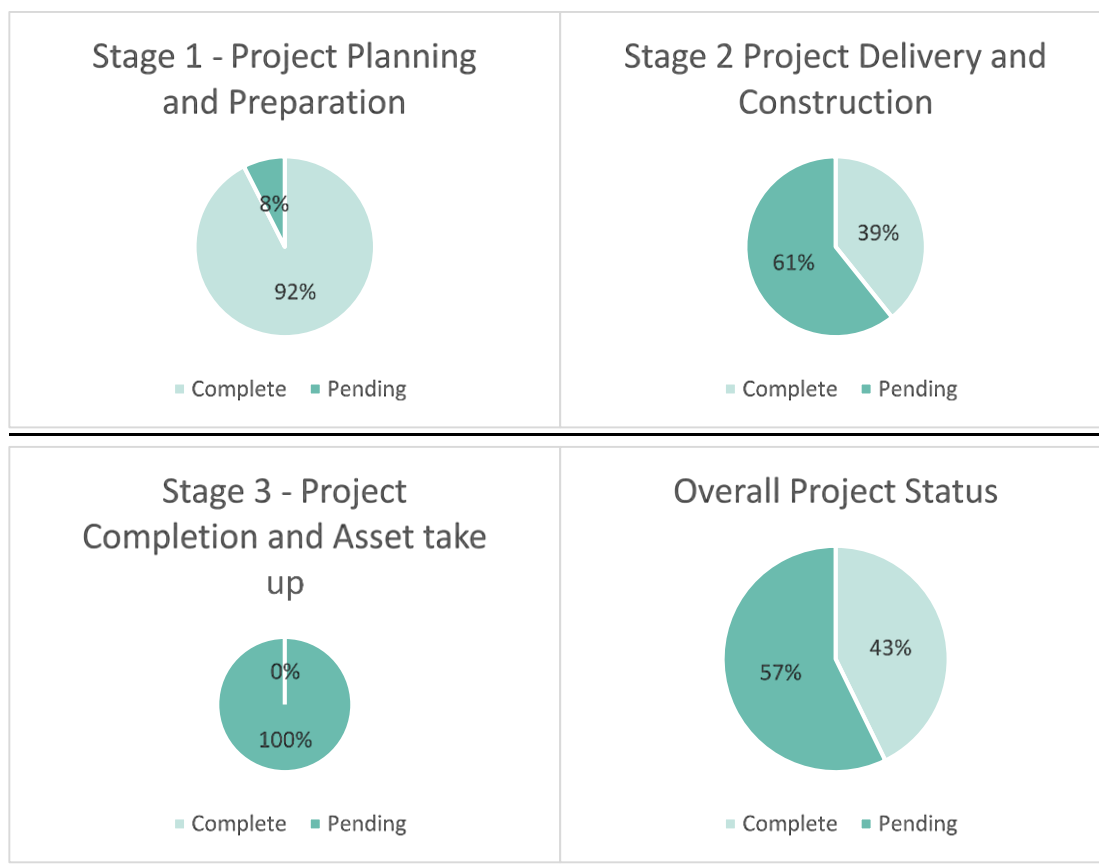 Stage 1 - Project Planning
and Preparation
8%
92%
Complete Pending
Stage 2 Project Delivery and
Construction
39%
61%
Complete Pending
Stage 3 - Project
Completion and Asset take
up
0%
100%
Complete Pending
Overall Project Status
43%
57%
Complete Pending